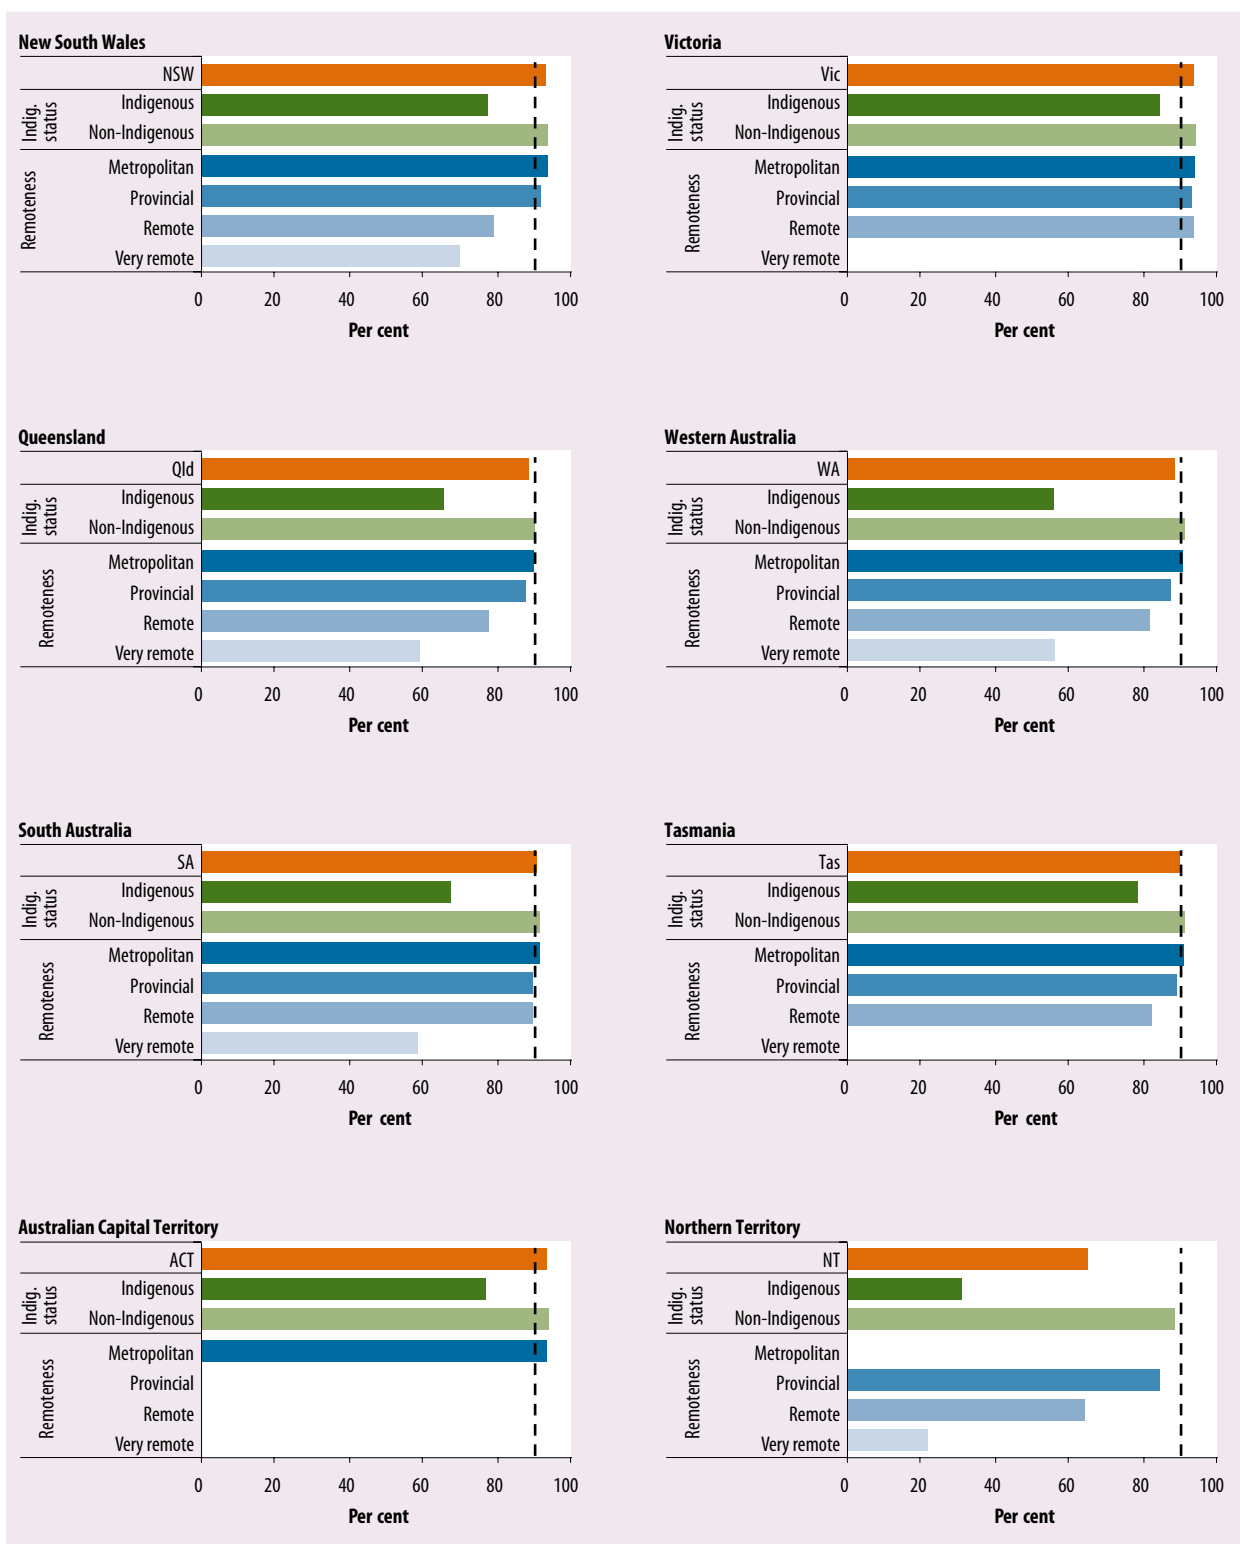 New South Wales
NSW
Indig.
status
Indigenous
Non-Indigenous
Remoteness
Metropolitan
Provincial
Remote
Very remote
0 20 40 60 80 100
Per cent
Victoria
Vic
Indig.
status
Indigenous
Non-Indigenous
Remoteness
Metropolitan
Provincial
Remote
Very remote
0 20 40 60 80 100
Per cent
Queensland
Qld
Indig.
status
Indigenous
Non-Indigenous
Remoteness
Metropolitan
Provincial
Remote
Very remote
0 20 40 60 80 100
Per cent
Western Australia
WA
Indig.
status
Indigenous
Non-Indigenous
Remoteness
Metropolitan
Provincial
Remote
Very remote
0 20 40 60 80 100
Per cent
South Australia
SA
Indig.
status
Indigenous
Non-Indigenous
Remoteness
Metropolitan
Provincial
Remote
Very remote
0 20 40 60 80 100
Per cent
Tasmania
Tas
Indig.
status
Indigenous
Non-Indigenous
Remoteness
Metropolitan
Provincial
Remote
Very remote
0 20 40 60 80 100
Per cent
Australian Capital Territory
ACT
Indig.
status
Indigenous
Non-Indigenous
Remoteness
Metropolitan
Provincial
Remote
Very remote
0 20 40 60 80 100
Per cent
Northern Territory
NT
Indig.
status
Indigenous
Non-Indigenous
Remoteness
Metropolitan
Provincial
Remote
Very remote
0 20 40 60 80 100
Per cent